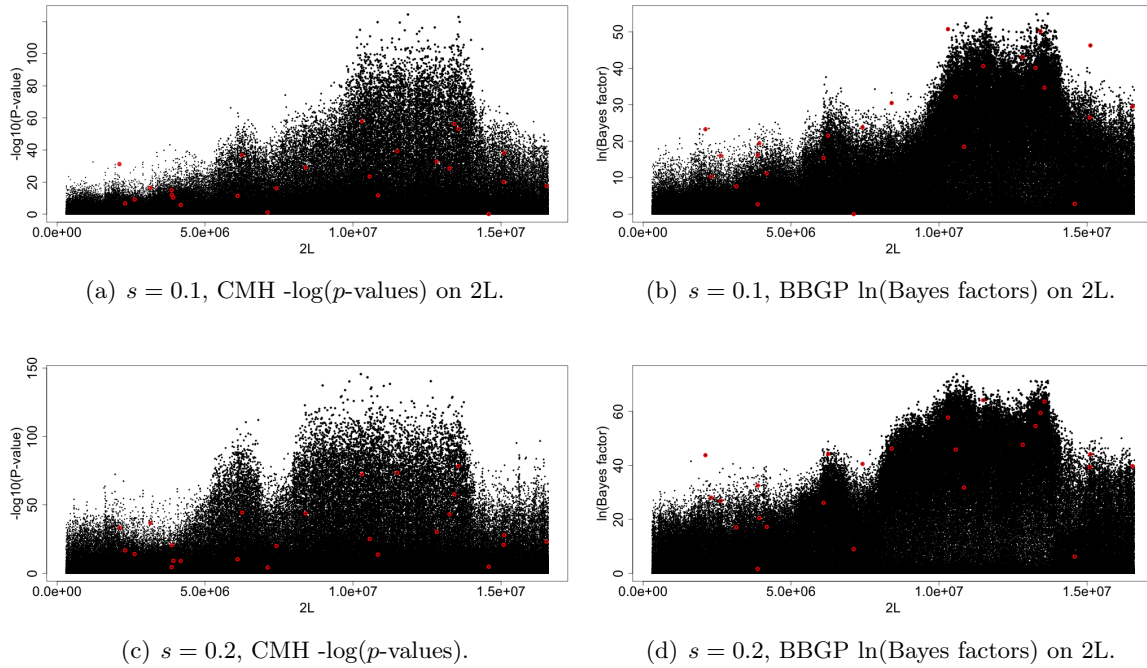 -log10(P-value)
0 20 40 60 80 100
0.0e+00 5.0e+06 1.0e+07 1.5e+07
2L
(a) s = 0.1, CMH -log(p-values) on 2L.
ln(Bayes factor)
0 10 20 30 40 50
0.0e+00 5.0e+06 1.0e+07 1.5e+07
2L
(b) s = 0.1, BBGP ln(Bayes factors) on 2L.
-log10(P-value)
0 50 100 150
0.0e+00 5.0e+06 1.0e+07 1.5e+07
2L
(c) s = 0.2, CMH -log(p-values).
ln(Bayes factor)
0 20 40 60
0.0e+00 5.0e+06 1.0e+07 1.5e+07
2L
(d) s = 0.2, BBGP ln(Bayes factors) on 2L.